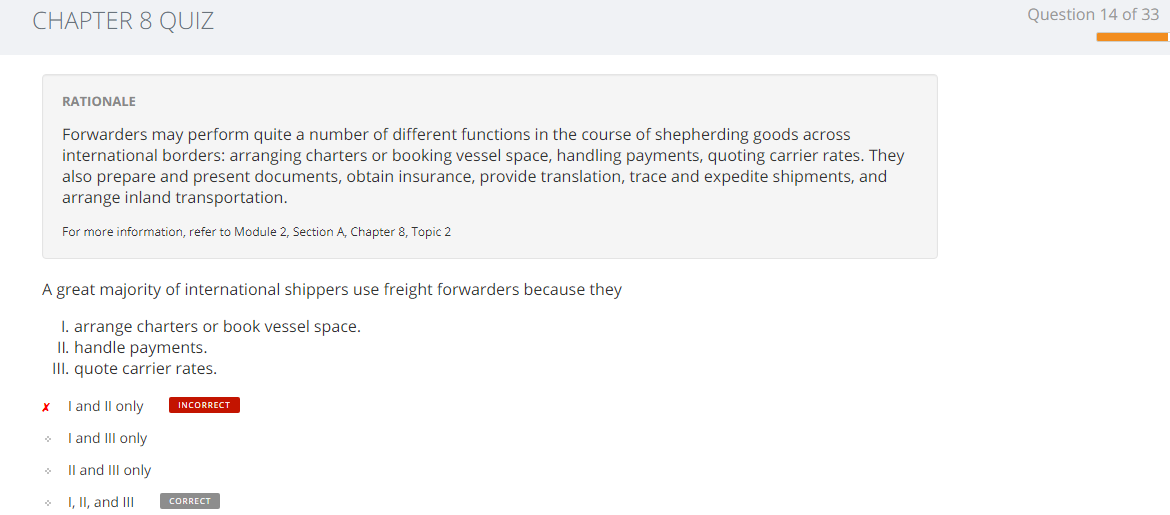 CHAPTER 8 QUIZ
Question 14 of 33
RATIONALE
Forwarders may perform quite a number of different functions in the course of shepherding goods across
international borders: arranging charters or booking vessel space, handling payments, quoting carrier rates. They
also prepare and present documents, obtain insurance, provide translation, trace and expedite shipments, and
arrange inland transportation.
For more information, refer to Module 2, Section A, Chapter 8, Topic 2
A great majority of international shippers use freight forwarders because they
I. arrange charters or book vessel space.
II. handle payments.
III. quote carrier rates.
✗ I and II only INCORRECT
I and III only
II and III only
I, II, and III CORRECT